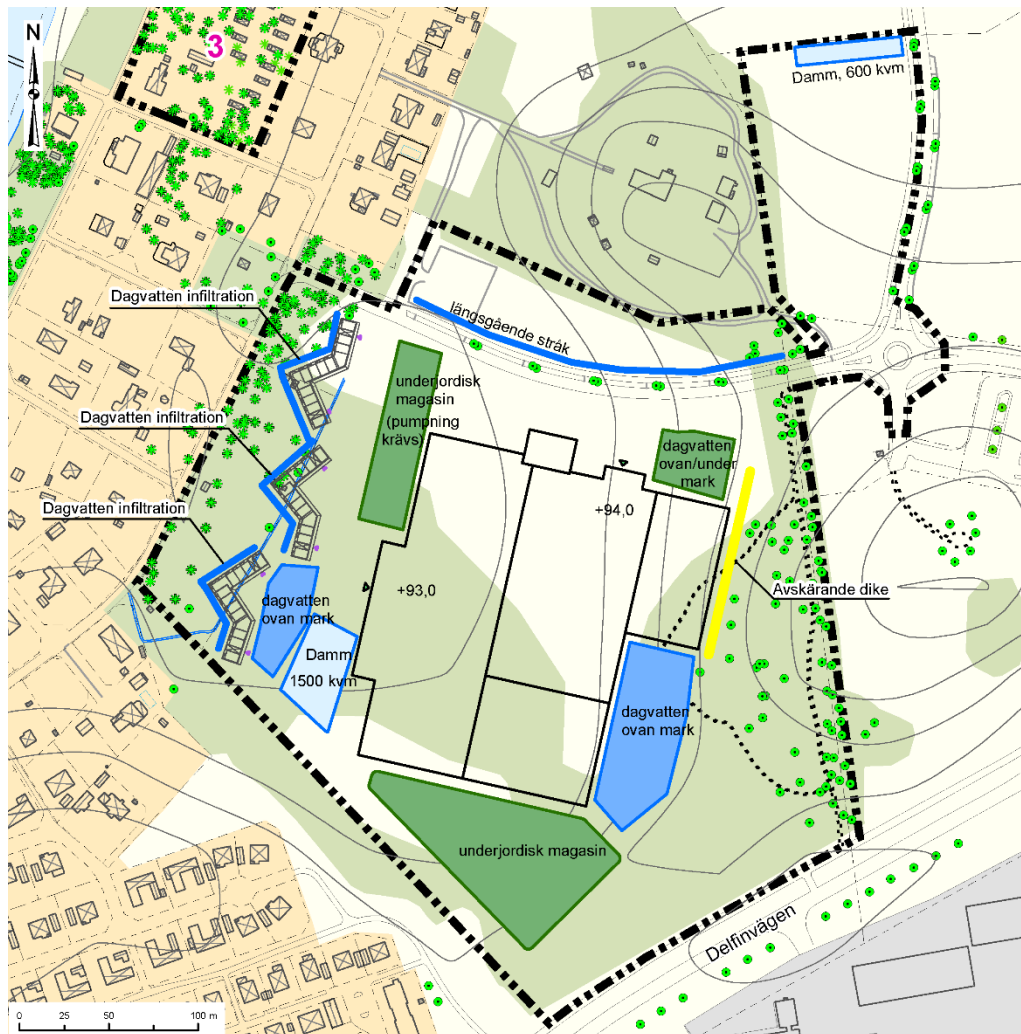 N
3
Damm, 600 kvm
Dagvatten infiltration
längsgående stråk
underjordisk
magasin
(pumpning
krävs)
Dagvatten infiltration
dagvatten
ovan/under
mark
Dagvatten infiltration
+94,0
+93,0
Avskärande dike
dagvatten
ovan mark
Damm
1500 kvm
dagvatten
ovan mark
underjordisk magasin
Delfinvägen
0 25 50 100 m